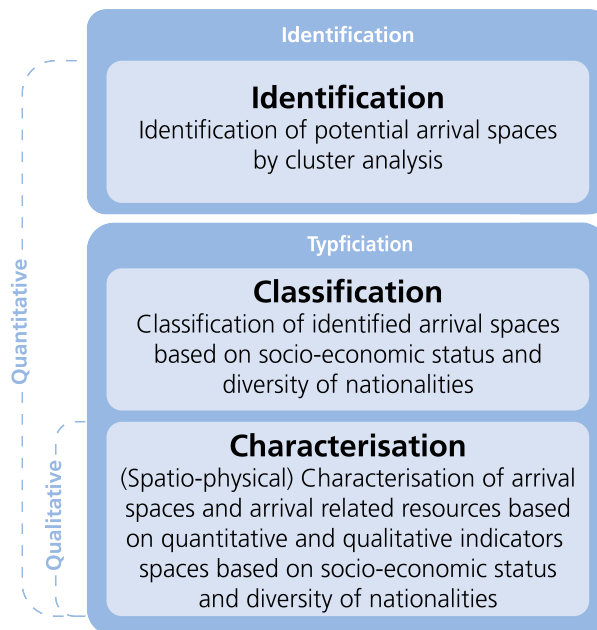 Identification
Identification
Identification of potential arrival spaces
by cluster analysis
Typficiation
Classification
Classification of identified arrival spaces
based on socio-economic status and
diversity of nationalities
Characterisation
(Spatio-physical) Characterisation of arrival
spaces and arrival related resources based
on quantitative and qualitative indicators
spaces based on socio-economic status
and diversity of nationalities
Quantitative
Qualitative